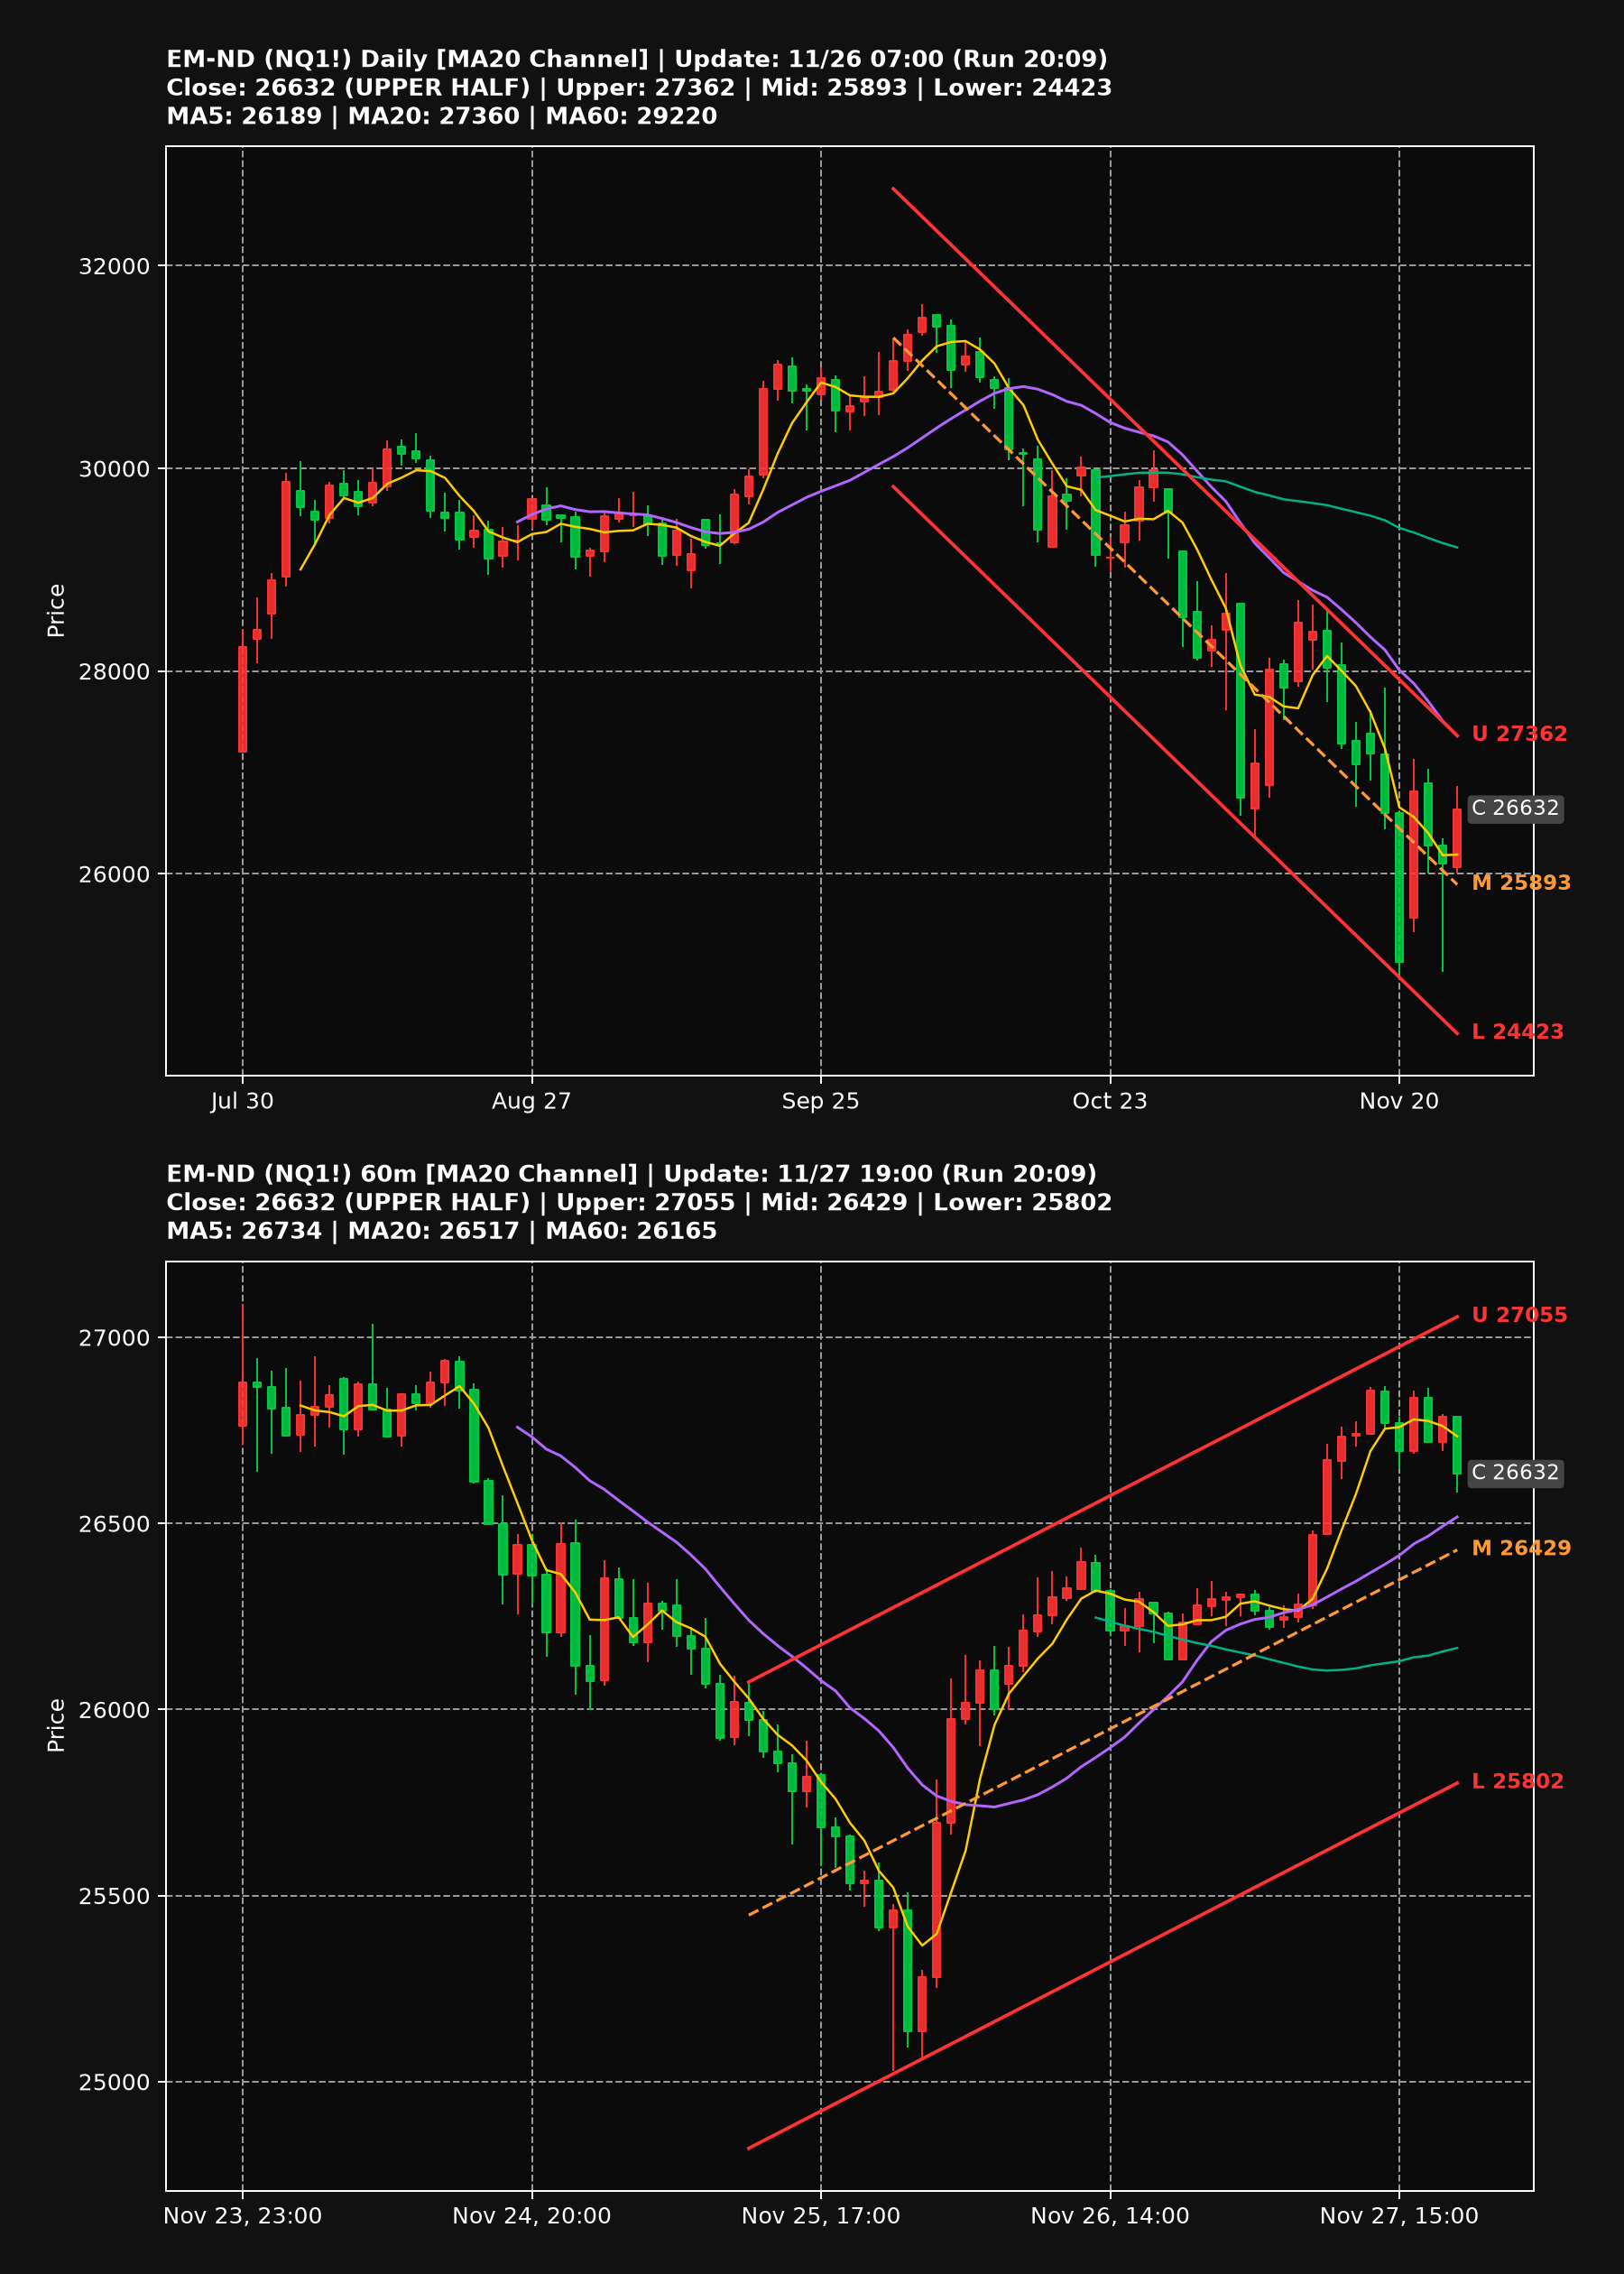 EM-ND (NQ1!) Daily [MA20 Channel] | Update: 11/26 07:00 (Run 20:09)
Close: 26632 (UPPER HALF) | Upper: 27362 | Mid: 25893 | Lower: 24423
MA5: 26189 | MA20: 27360 | MA60: 29220
Price
32000
30000
28000
26000
U 27362
C 26632
M 25893
L 24423
Jul 30
Aug 27
Sep 25
Oct 23
Nov 20
EM-ND (NQ1!) 60m [MA20 Channel] | Update: 11/27 19:00 (Run 20:09)
Close: 26632 (UPPER HALF) | Upper: 27055 | Mid: 26429 | Lower: 25802
MA5: 26734 | MA20: 26517 | MA60: 26165
Price
27000
26500
26000
25500
25000
U 27055
C 26632
M 26429
L 25802
Nov 23, 23:00
Nov 24, 20:00
Nov 25, 17:00
Nov 26, 14:00
Nov 27, 15:00